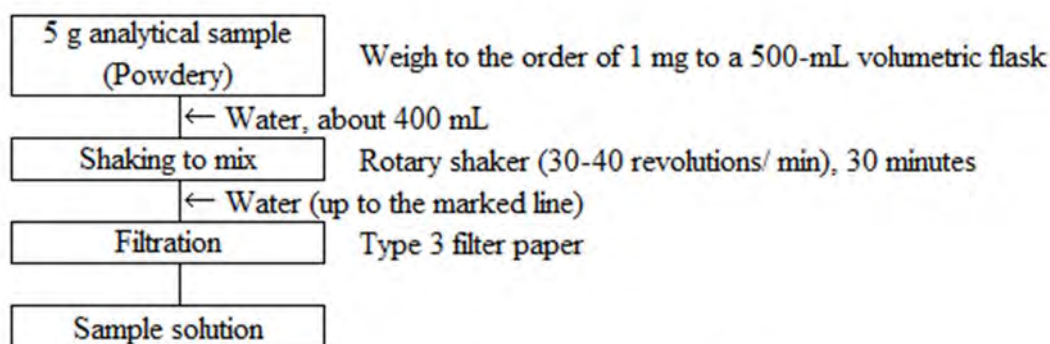 5 g analytical sample
(Powdery)
Weigh to the order of 1 mg to a 500-mL volumetric flask
← Water, about 400 mL
Shaking to mix
Rotary shaker (30-40 revolutions/ min), 30 minutes
← Water (up to the marked line)
Filtration
Type 3 filter paper
Sample solution